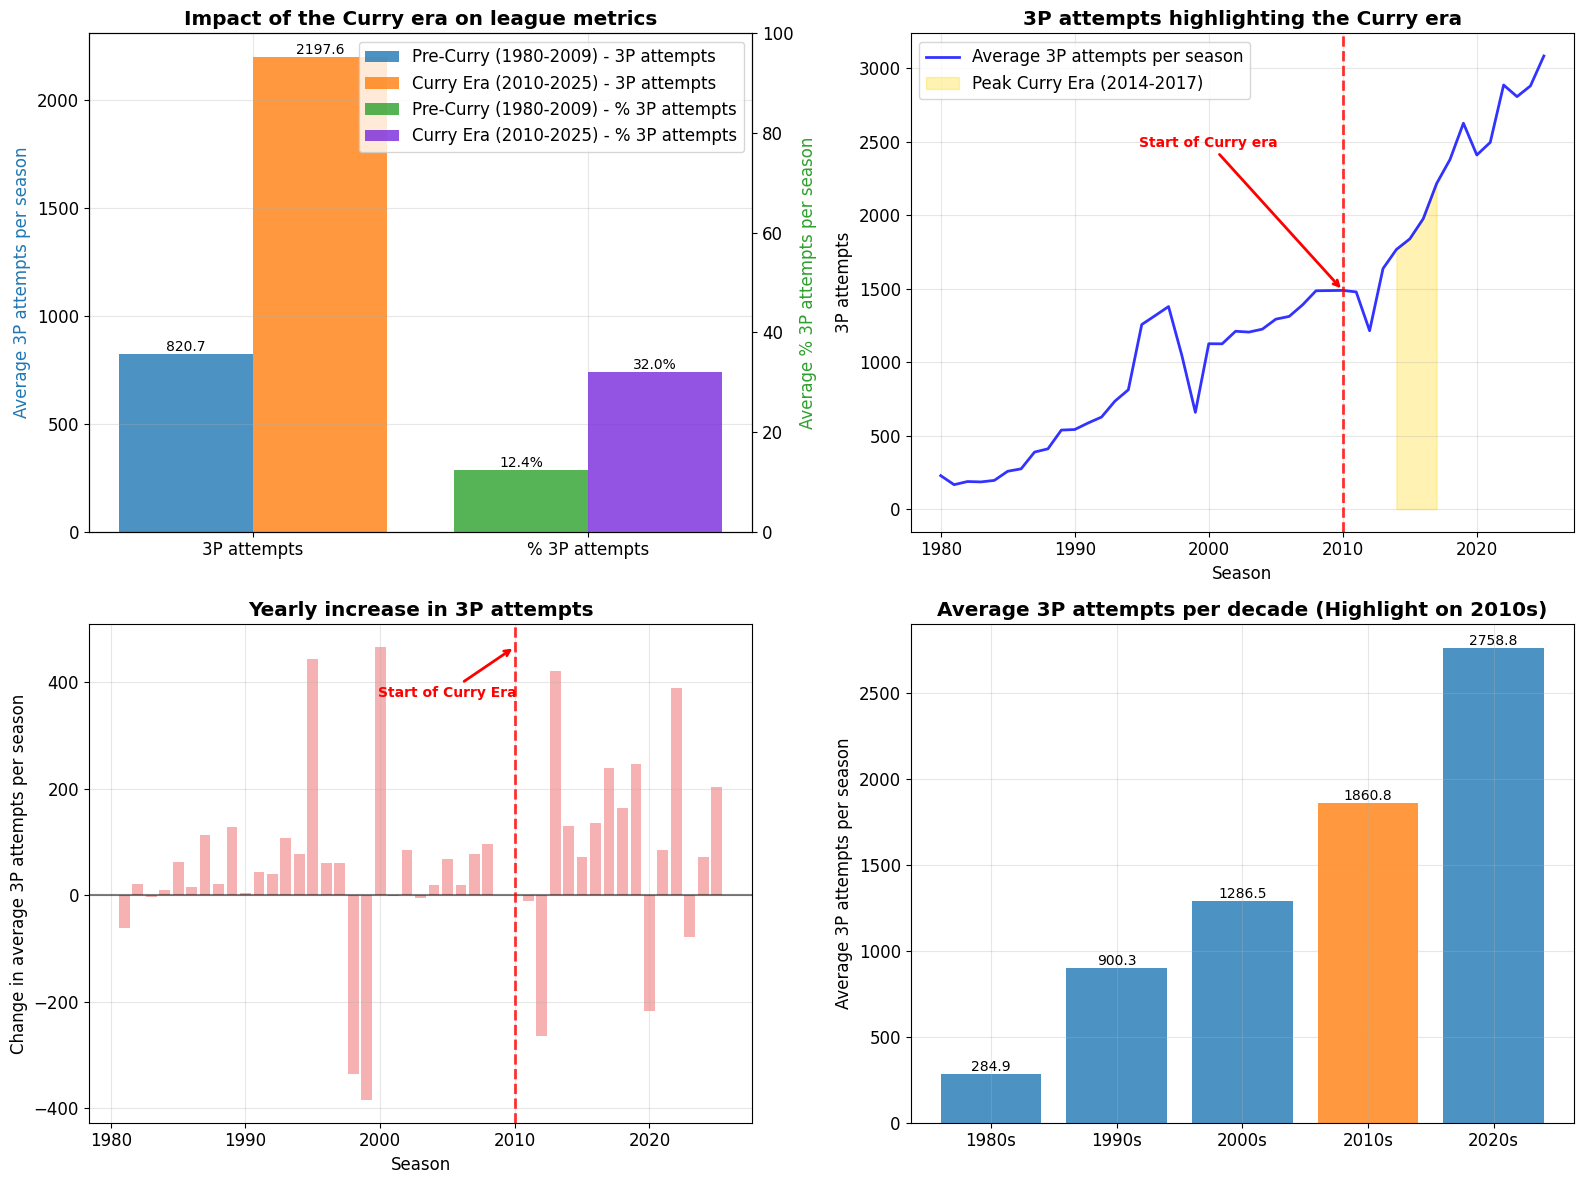 Impact of the Curry era on league metrics
Average 3P attempts per season
2000
1500
1000
500
0
820.7
2197.6
12.4%
32.0%
Pre-Curry (1980-2009) - 3P attempts
Curry Era (2010-2025) - 3P attempts
Pre-Curry (1980-2009) - % 3P attempts
Curry Era (2010-2025) - % 3P attempts
100
80
60
40
20
0
Average % 3P attempts per season
3P attempts
% 3P attempts
3P attempts highlighting the Curry era
Average 3P attempts per season
Peak Curry Era (2014-2017)
Start of Curry era
3P attempts
3000
2500
2000
1500
1000
500
0
1980
1990
2000
2010
2020
Season
Yearly increase in 3P attempts
Start of Curry Era
Change in average 3P attempts per season
400
200
0
−200
−400
1980
1990
2000
2010
2020
Season
Average 3P attempts per decade (Highlight on 2010s)
Average 3P attempts per season
2500
2000
1500
1000
500
0
284.9
900.3
1286.5
1860.8
2758.8
1980s
1990s
2000s
2010s
2020s